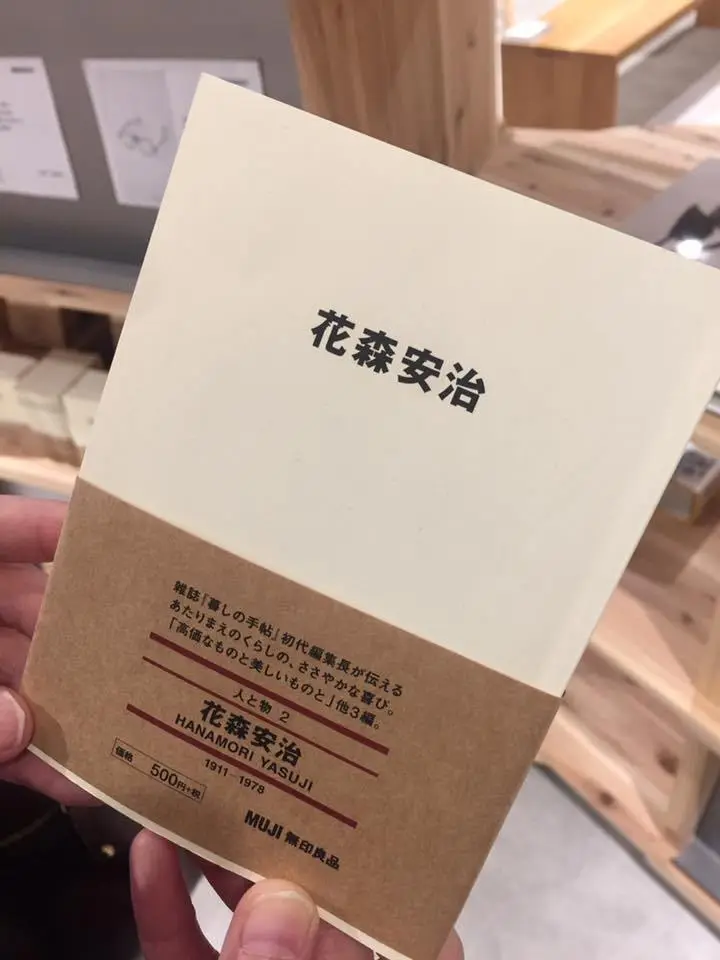 花森安治
雑誌『暮しの手帖』初代編集長が伝える
あたりまえのくらしの、ささやかな喜び。
「高価なものと美しいものと」他3編。
人と物 2
花森安治
HANAMORI YASUJI
1911–1978
価格 500円+税
MUJI 無印良品